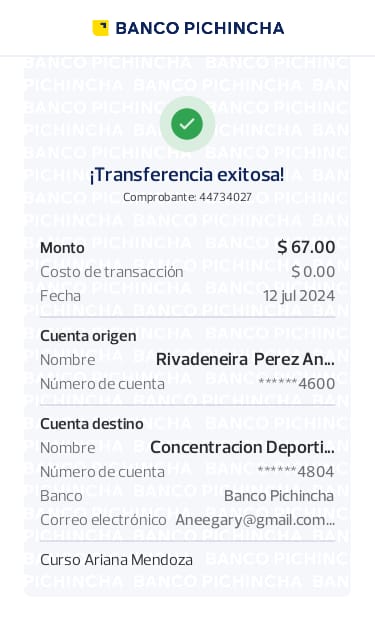 BANCO PICHINCHA
¡Transferencia exitosa!
Comprobante: 44734027
Monto $ 67.00
Costo de transacción $ 0.00
Fecha 12 jul 2024
Cuenta origen
Nombre Rivadeneira Perez An...
Número de cuenta ******4600
Cuenta destino
Nombre Concentracion Deporti...
Número de cuenta ******4804
Banco Banco Pichincha
Correo electrónico Aneegary@gmail.com...
Curso Ariana Mendoza